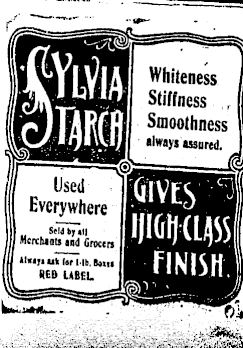 SYLVIA
STARCH
Whiteness
Stiffness
Smoothness
always assured.
Used
Everywhere
Sold by all
Merchants and Grocers
Always ask for 1-lb. Boxes
RED LABEL.
GIVES
HIGH-CLASS
FINISH.